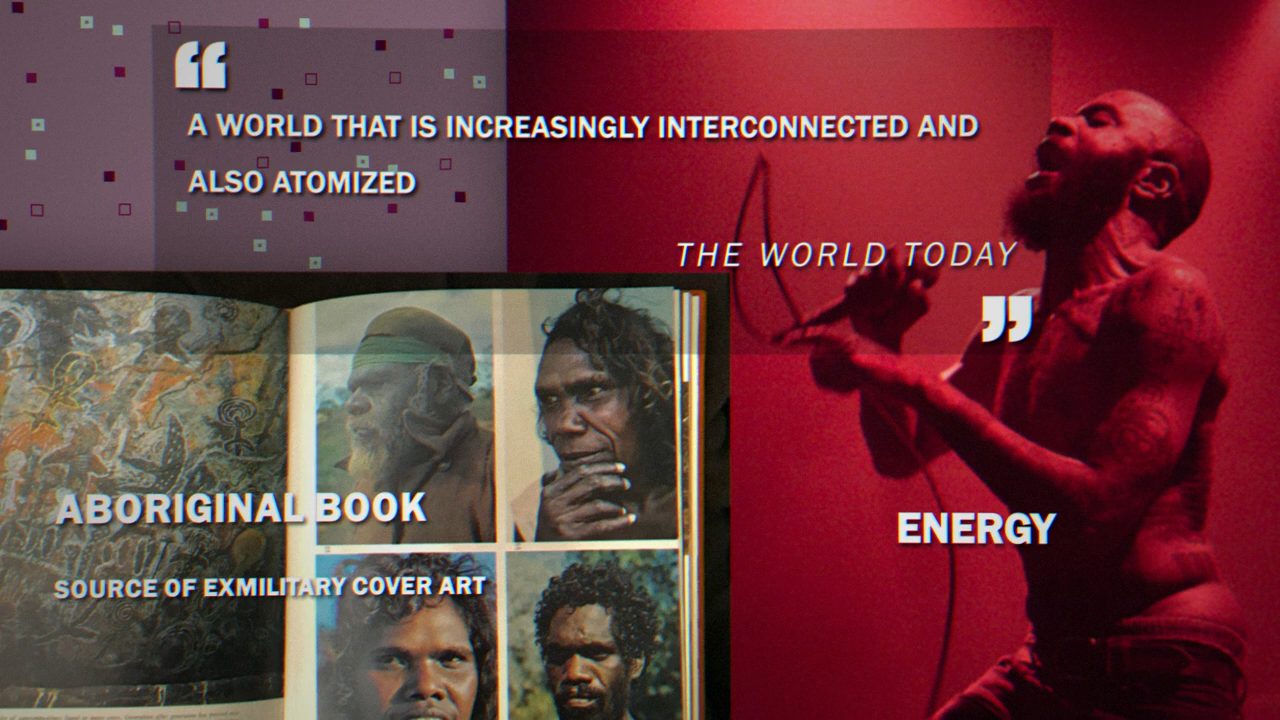 “
A WORLD THAT IS INCREASINGLY INTERCONNECTED AND
ALSO ATOMIZED
THE WORLD TODAY
”
ABORIGINAL BOOK
SOURCE OF EXMILITARY COVER ART
ENERGY